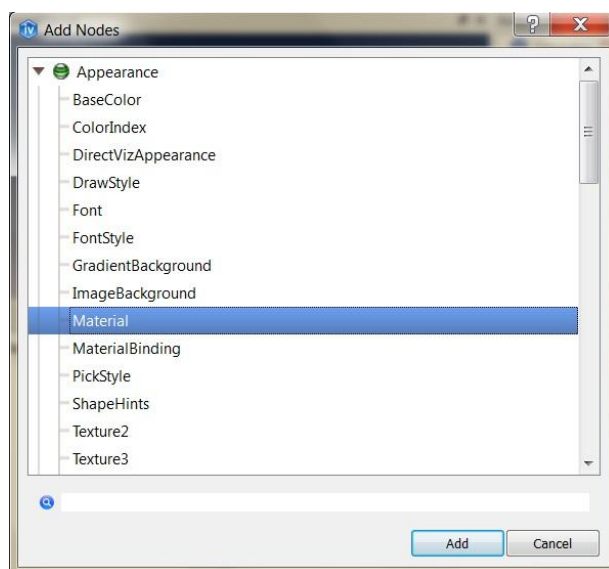 Add Nodes
Appearance
BaseColor
ColorIndex
DirectVizAppearance
DrawStyle
Font
FontStyle
GradientBackground
ImageBackground
Material
MaterialBinding
PickStyle
ShapeHints
Texture2
Texture3
Add Cancel